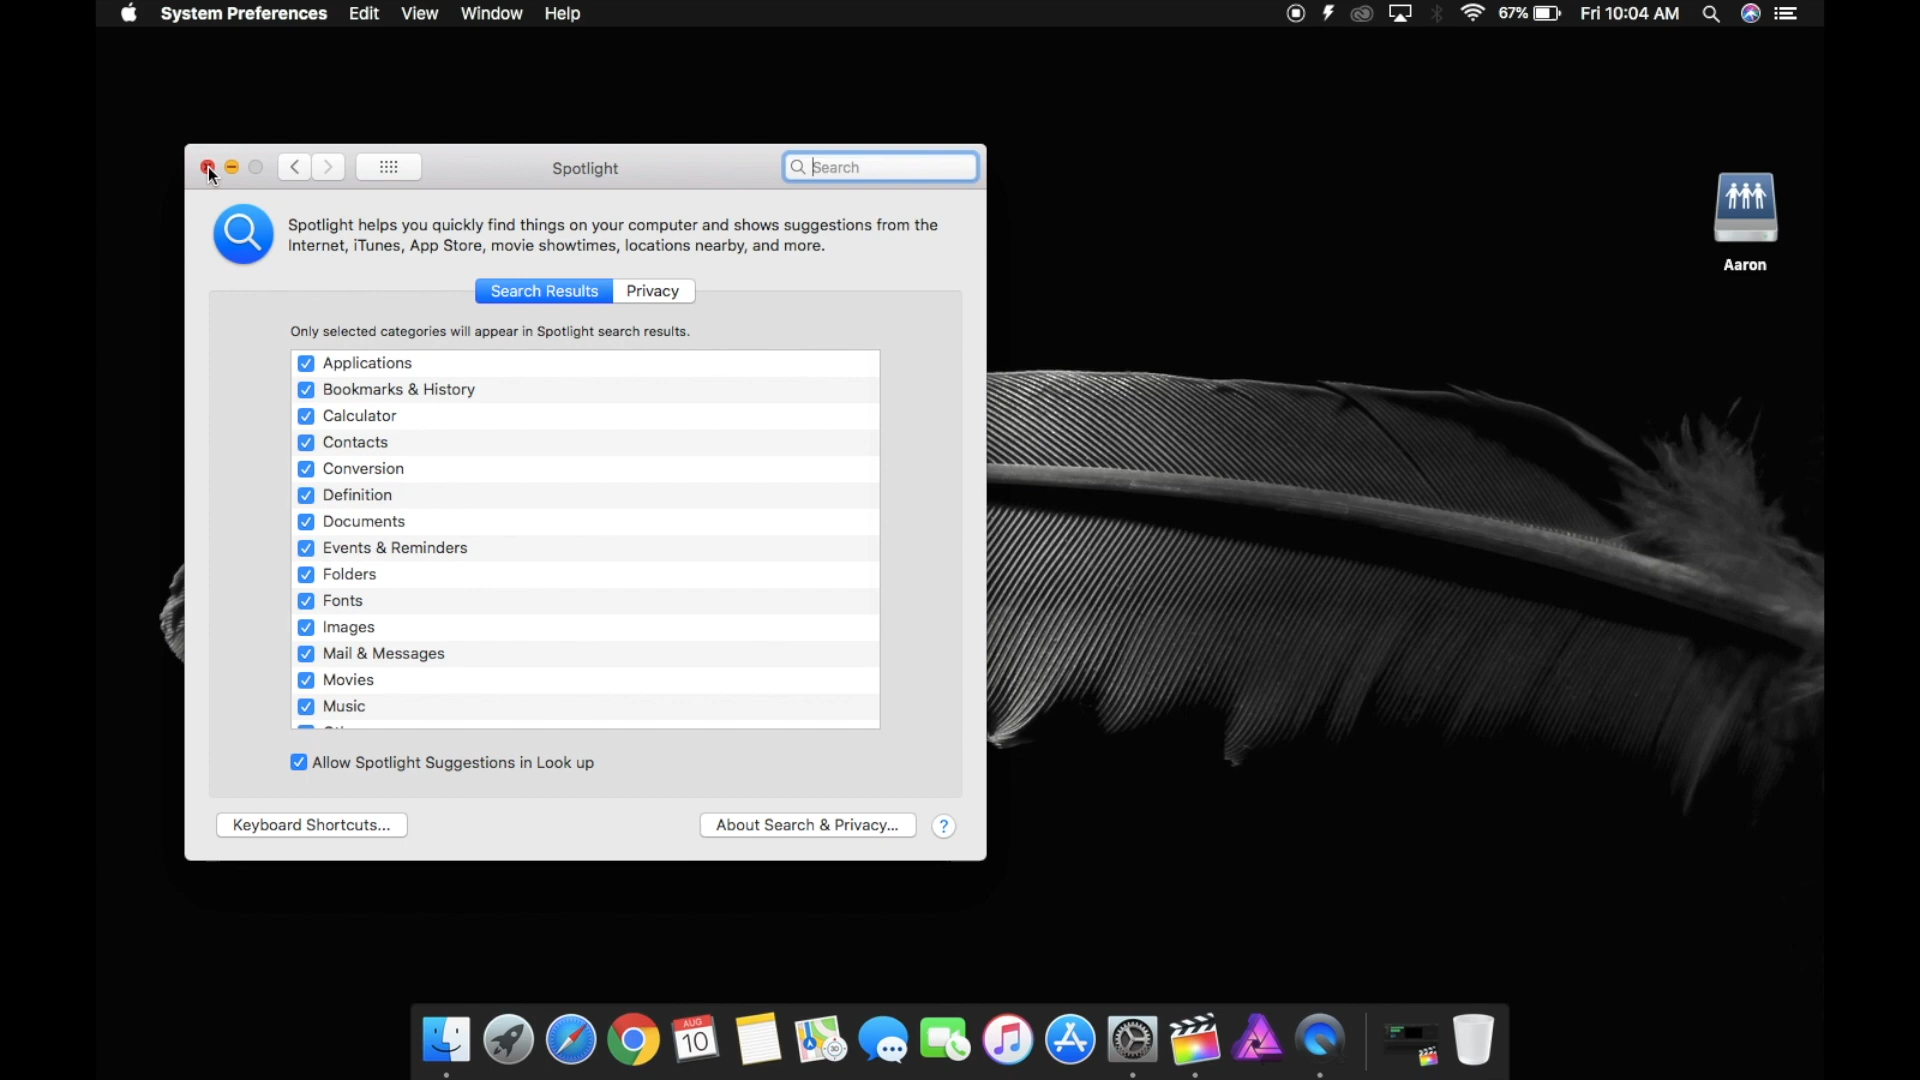 System Preferences Edit View Window Help
67% Fri 10:04 AM
Spotlight
Search
Spotlight helps you quickly find things on your computer and shows suggestions from the
Internet, iTunes, App Store, movie showtimes, locations nearby, and more.
Search Results Privacy
Only selected categories will appear in Spotlight search results.
Applications
Bookmarks & History
Calculator
Contacts
Conversion
Definition
Documents
Events & Reminders
Folders
Fonts
Images
Mail & Messages
Movies
Music
Allow Spotlight Suggestions in Look up
Keyboard Shortcuts...
About Search & Privacy...
?
Aaron
AUG
10